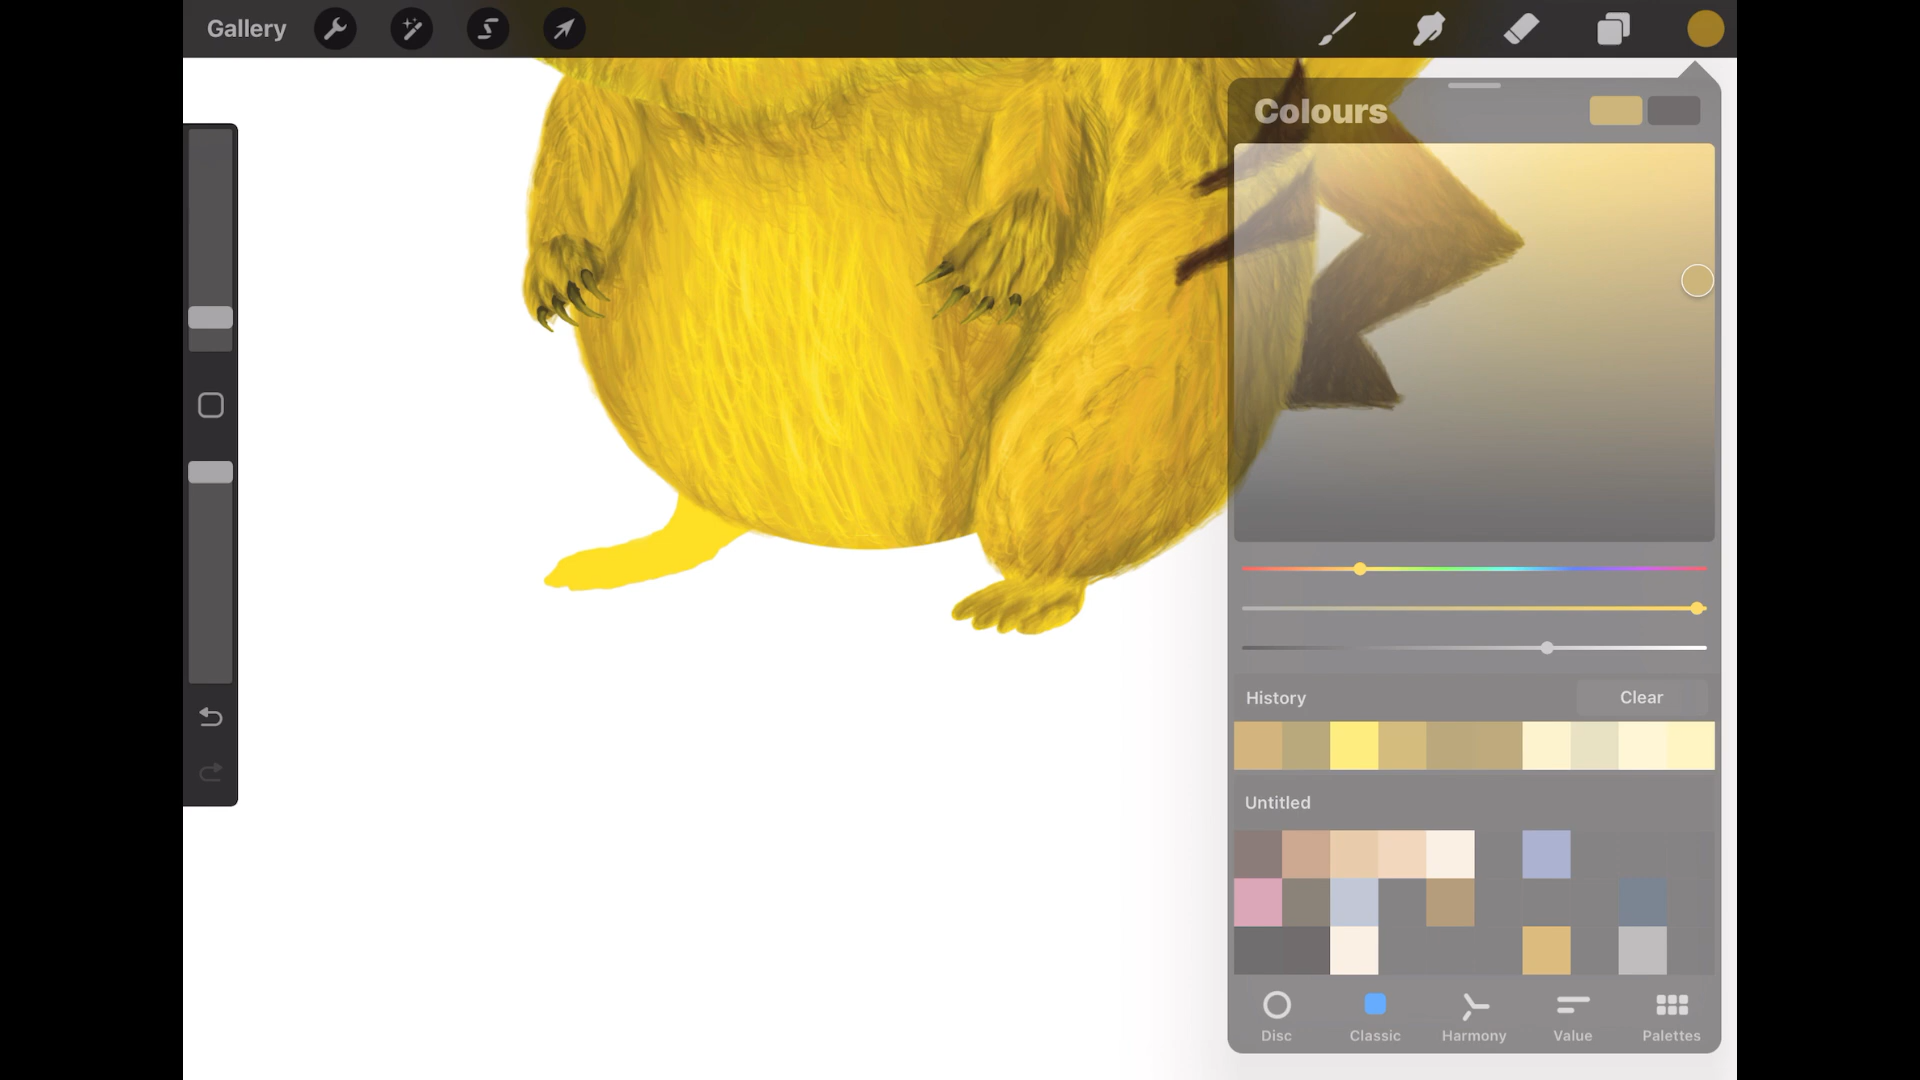 Gallery
Colours
History
Clear
Untitled
Disc
Classic
Harmony
Value
Palettes